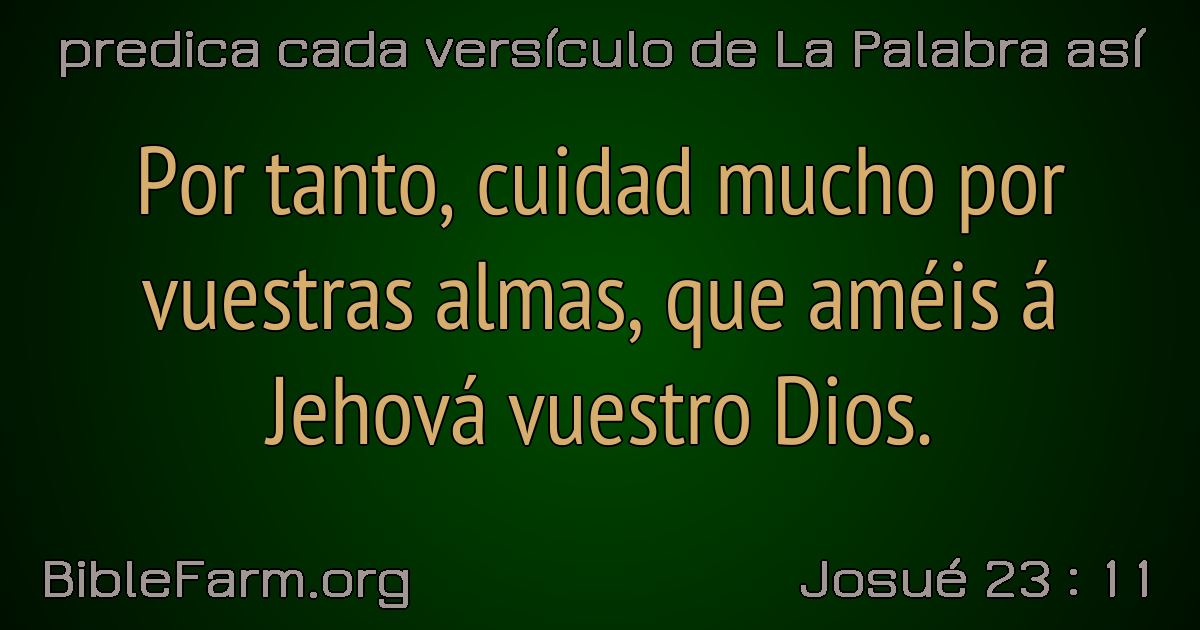 predica cada versículo de La Palabra así
Por tanto, cuidad mucho por
vuestras almas, que améis á
Jehová vuestro Dios.
BibleFarm.org
Josué 23 : 11